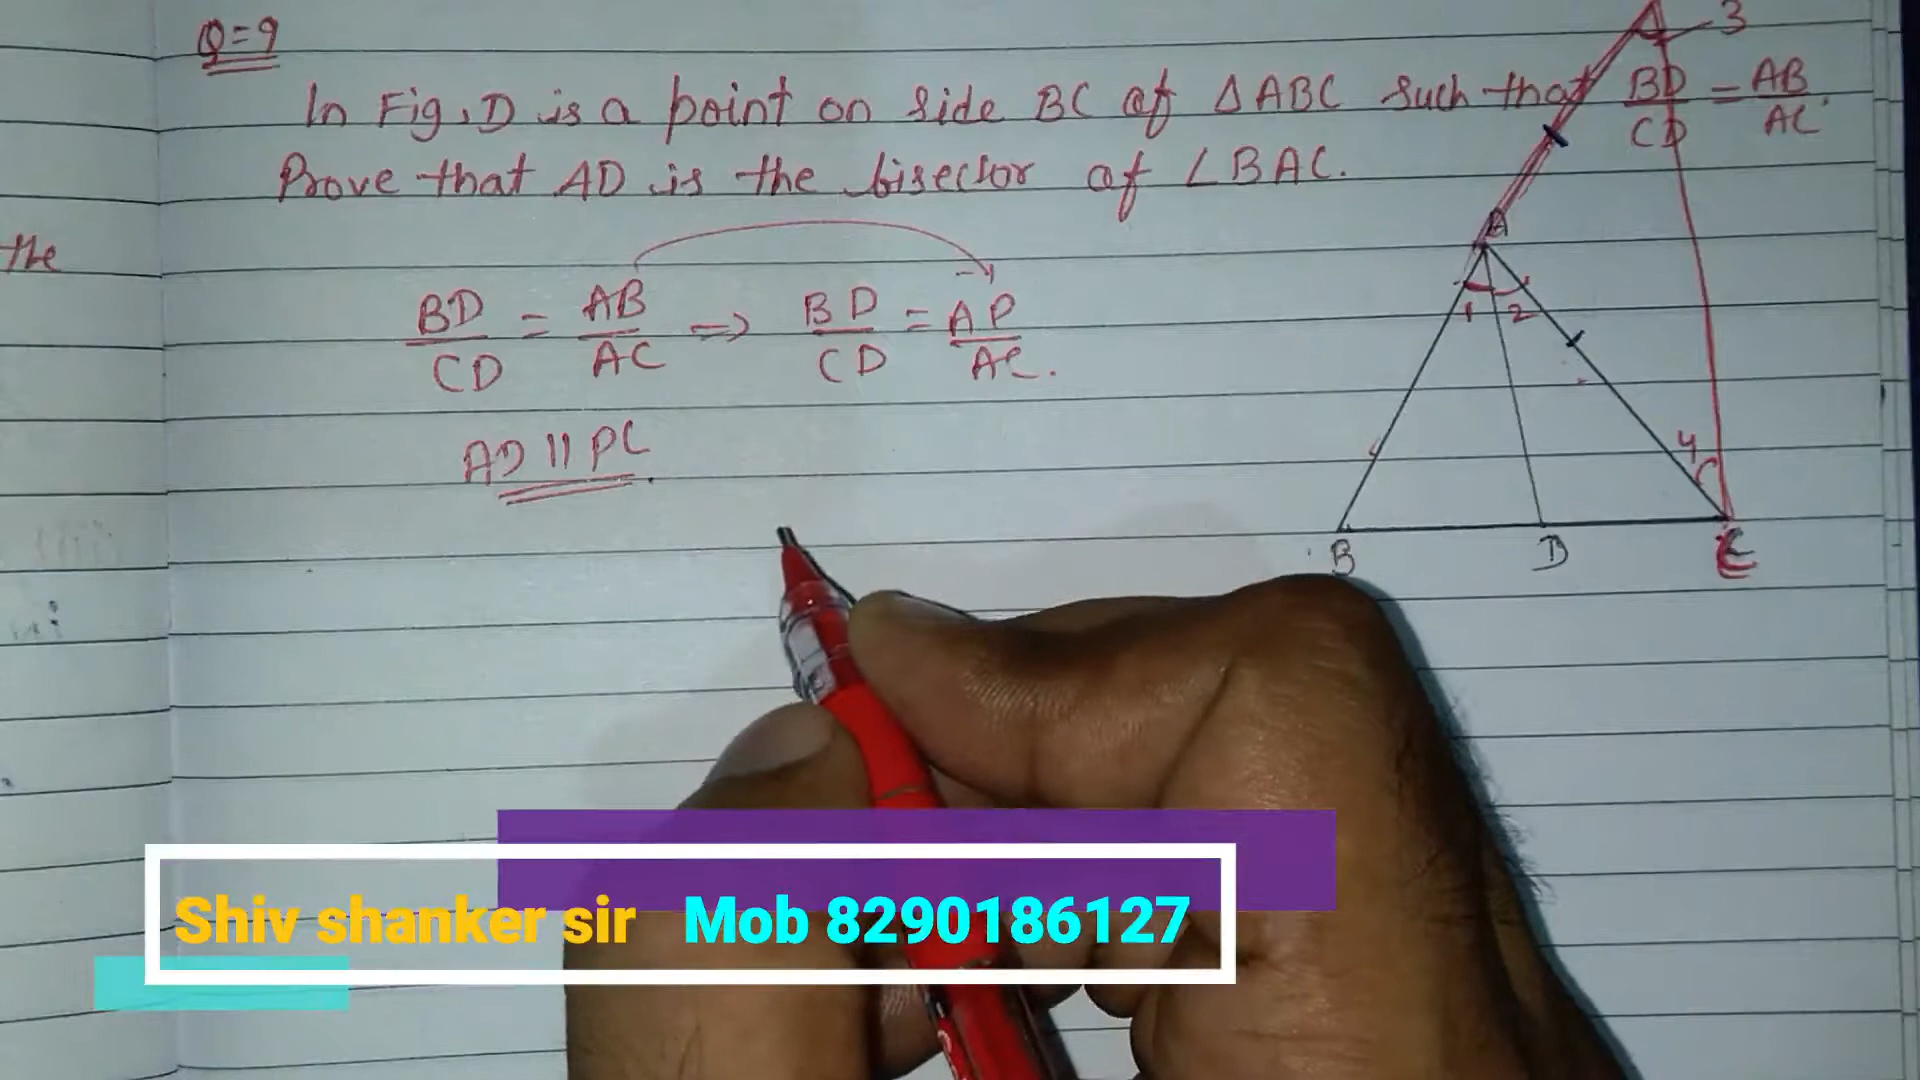 Q=9
In Fig, D is a point on side BC of ΔABC such that BD/CD = AB/AC.
Prove that AD is the bisector of ∠BAC.
the
BD/CD = AB/AC => BD/CD = AP/AC.
AD || PC
3
A
1 2
4
B D C
Shiv shanker sir Mob 8290186127